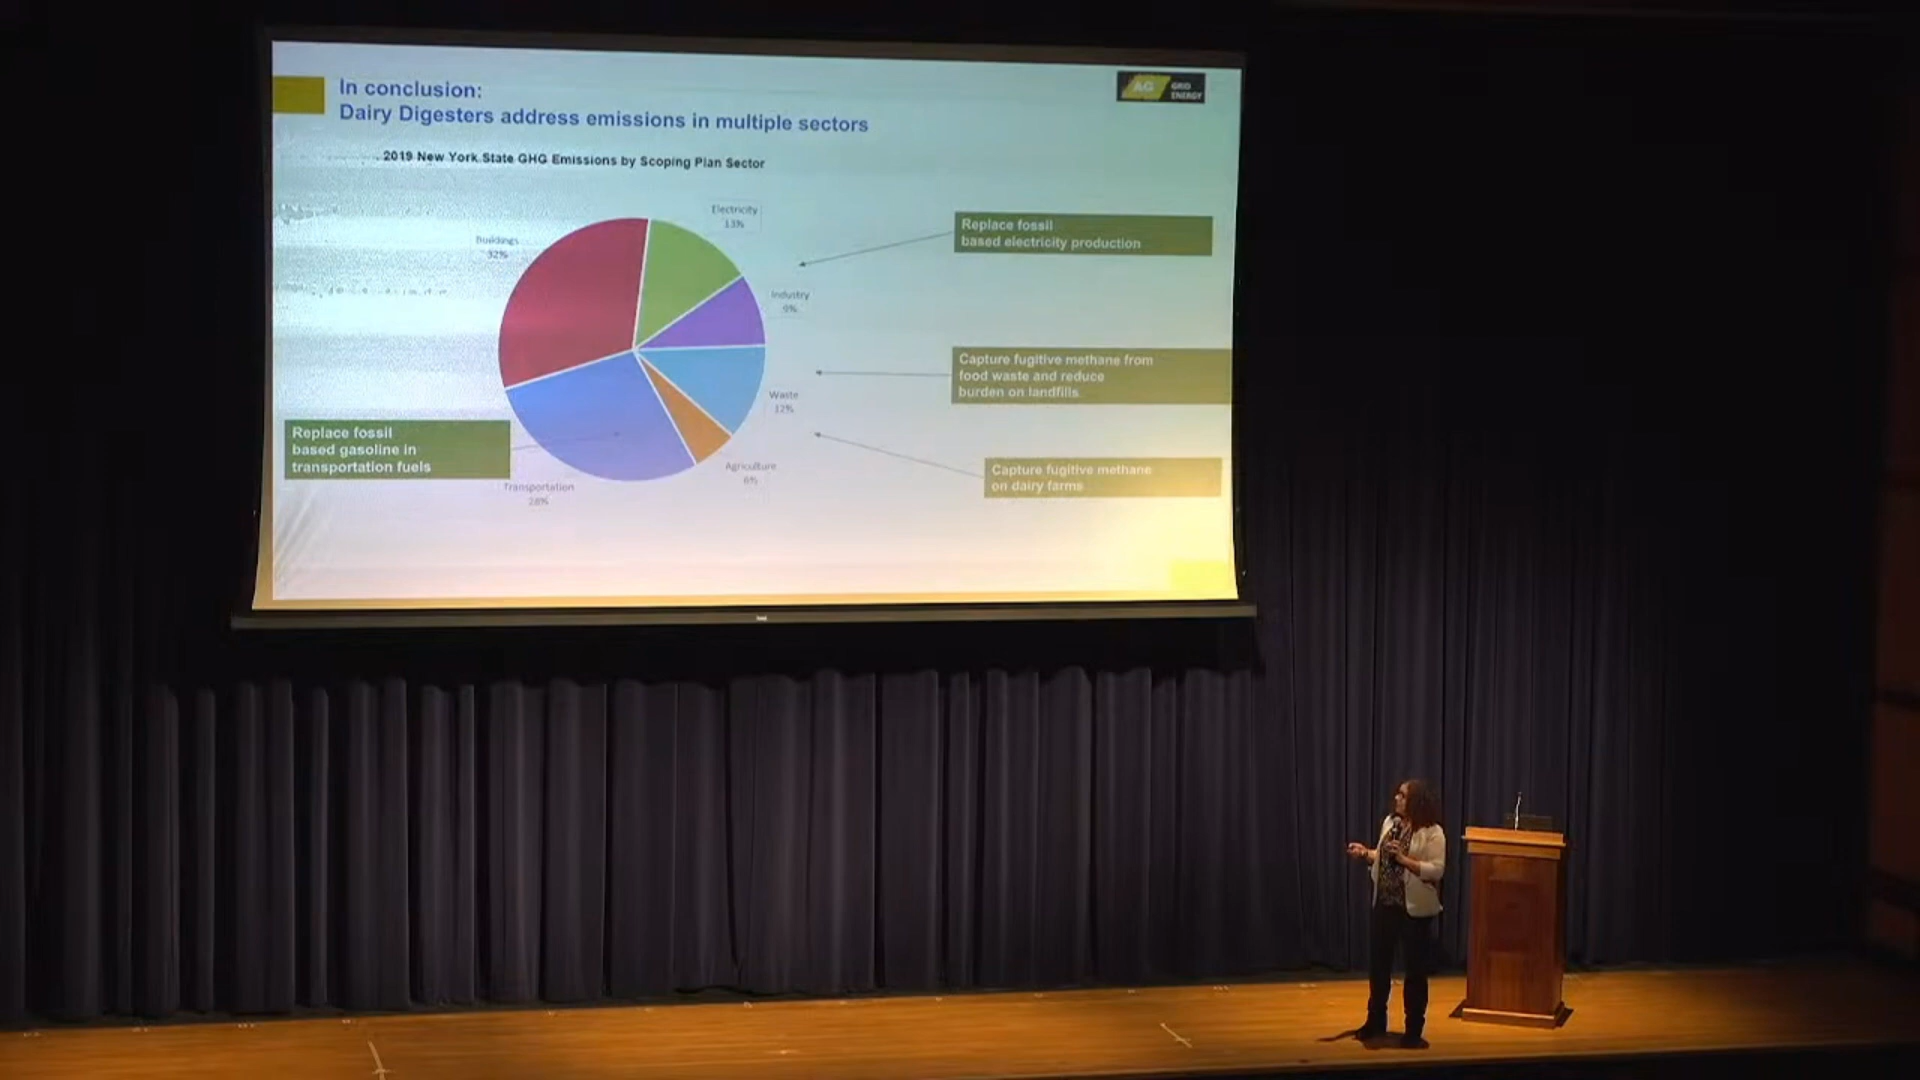 In conclusion:
Dairy Digesters address emissions in multiple sectors
AG
GRID
ENERGY
2019 New York State GHG Emissions by Scoping Plan Sector
Electricity
13%
Buildings
32%
Industry
9%
Waste
12%
Agriculture
6%
Transportation
28%
Replace fossil
based electricity production
Capture fugitive methane from
food waste and reduce
burden on landfills
Capture fugitive methane
on dairy farms
Replace fossil
based gasoline in
transportation fuels